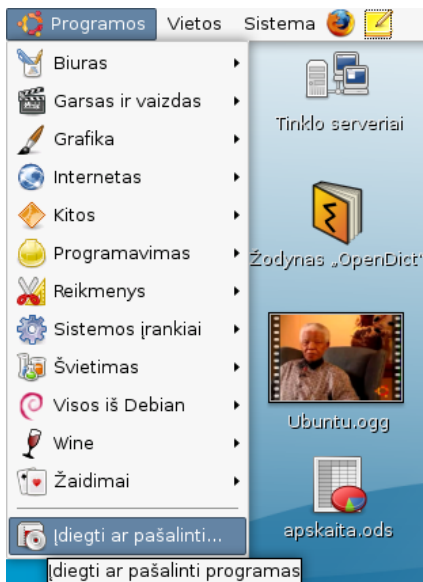 Programos Vietos Sistema
Biuras
Garsas ir vaizdas
Grafika
Internetas
Kitos
Programavimas
Reikmenys
Sistemos įrankiai
Švietimas
Visos iš Debian
Wine
Žaidimai
Įdiegti ar pašalinti...
Įdiegti ar pašalinti programas
Tinklo serveriai
Žodynas „OpenDict“
Ubuntu.ogg
apskaita.ods